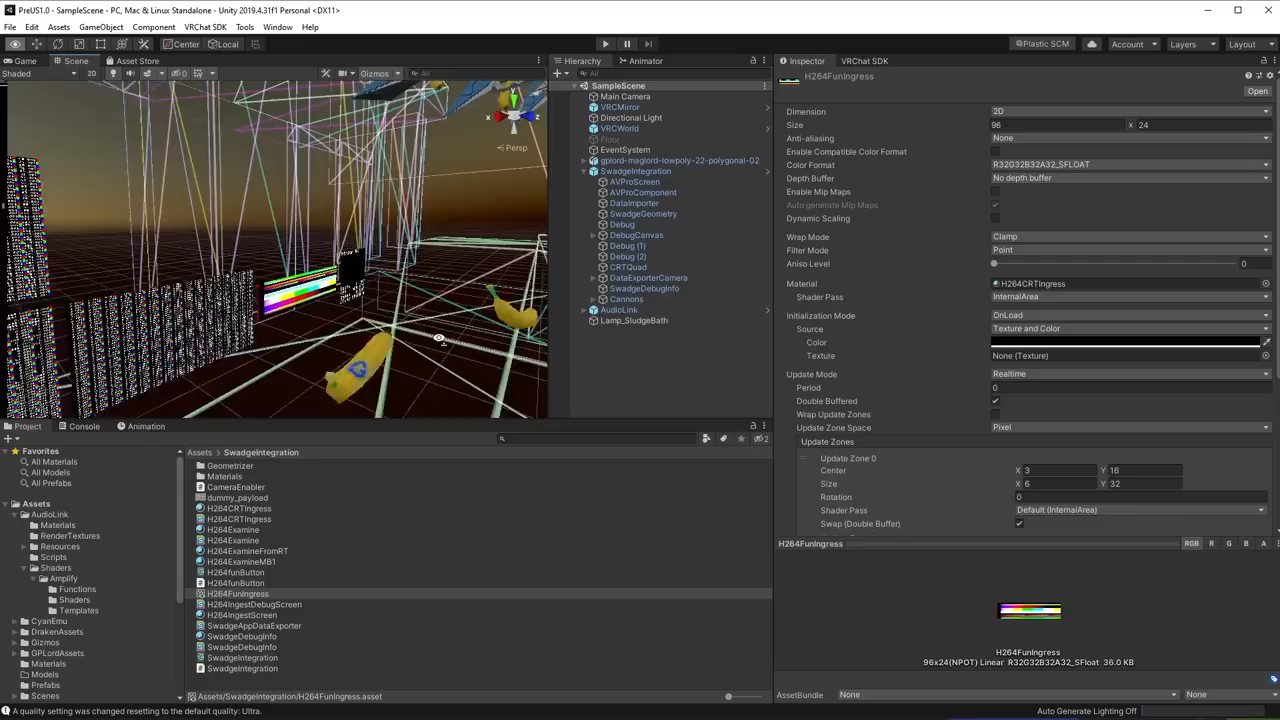 PreUS1.0 - SampleScene - PC, Mac & Linux Standalone - Unity 2019.4.31f1 Personal <DX11>
File Edit Assets GameObject Component VRChat SDK Tools Window Help
Center Local Plastic SCM Account Layers Layout
Game Scene Asset Store
Shaded 2D 0 Gizmos All
Y
X
Z
Persp
Hierarchy Animator
All
SampleScene
Main Camera
VRCMirror
Directional Light
VRCWorld
Floor
EventSystem
gplord-maglord-lowpoly-22-polygonal-02
SwadgeIntegration
AVProScreen
AVProComponent
DataImporter
SwadgeGeometry
Debug
DebugCanvas
Debug (1)
Debug (2)
CRTQuad
DataExporterCamera
SwadgeDebugInfo
Cannons
AudioLink
Lamp_SludgeBath
Inspector VRChat SDK
H264FunIngress
Open
Dimension 2D
Size 96 x 24
Anti-aliasing None
Enable Compatible Color Format
Color Format R32G32B32A32_SFLOAT
Depth Buffer No depth buffer
Enable Mip Maps
Auto generate Mip Maps
Dynamic Scaling
Wrap Mode Clamp
Filter Mode Point
Aniso Level 0
Material H264CRTIngress
Shader Pass InternalArea
Initialization Mode OnLoad
Source Texture and Color
Color
Texture None (Texture)
Update Mode Realtime
Period 0
Double Buffered
Wrap Update Zones
Update Zone Space Pixel
Update Zones
Update Zone 0
Center X 3 Y 16
Size X 6 Y 32
Rotation 0
Shader Pass Default (InternalArea)
Swap (Double Buffer)
H264FunIngress RGB R G B A
H264FunIngress
96x24(NPOT) Linear R32G32B32A32_SFloat 36.0 KB
AssetBundle None None
Project Console Animation
2
Favorites
All Materials
All Models
All Prefabs
Assets
AudioLink
Materials
RenderTextures
Resources
Scripts
Shaders
Amplify
Functions
Shaders
Templates
CyanEmu
DrakenAssets
Gizmos
GPLordAssets
Materials
Models
Prefabs
Scenes
Assets > SwadgeIntegration
Geometrizer
Materials
CameraEnabler
dummy_payload
H264CRTIngress
H264CRTIngress
H264Examine
H264Examine
H264ExamineFromRT
H264ExamineMB1
H264funButton
H264funButton
H264FunIngress
H264IngestDebugScreen
H264IngestScreen
SwadgeAppDataExporter
SwadgeDebugInfo
SwadgeDebugInfo
SwadgeIntegration
SwadgeIntegration
Assets/SwadgeIntegration/H264FunIngress.asset
A quality setting was changed resetting to the default quality: Ultra.
Auto Generate Lighting Off